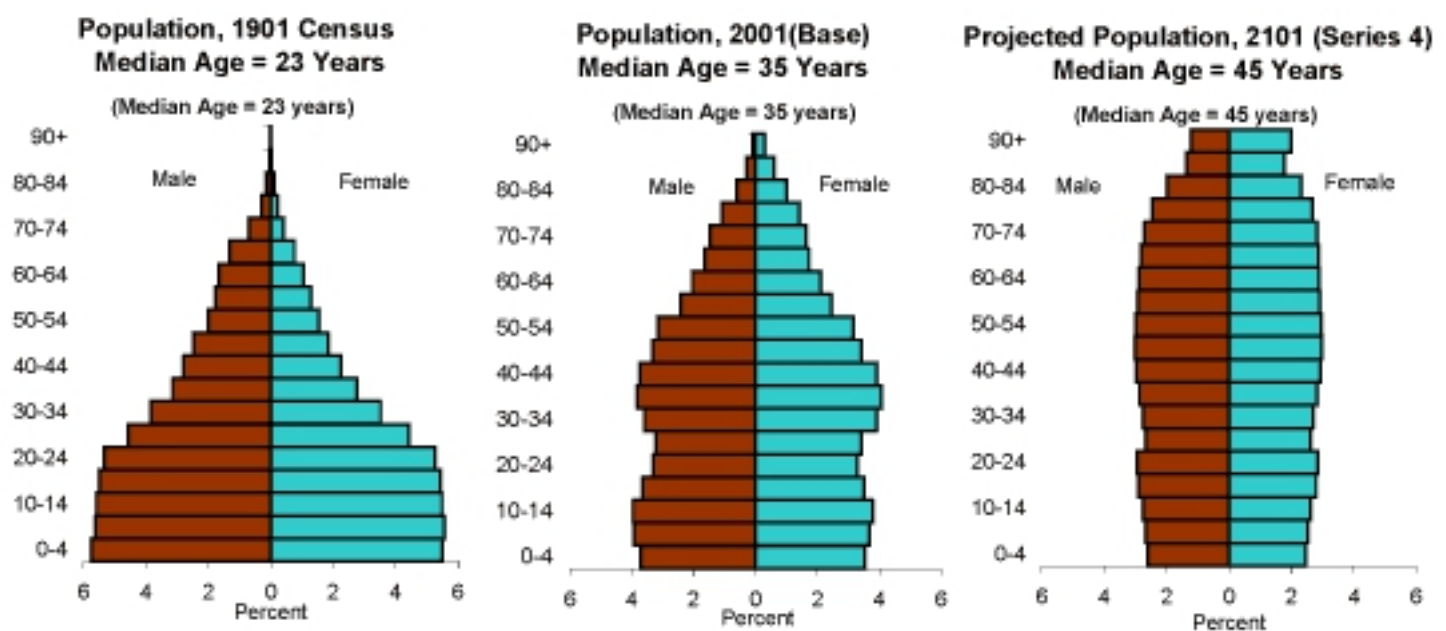 Population, 1901 Census
Median Age = 23 Years
(Median Age = 23 years)
90+
80-84
70-74
60-64
50-54
40-44
30-34
20-24
10-14
0-4
Male
Female
6 4 2 0 2 4 6
Percent
Population, 2001(Base)
Median Age = 35 Years
(Median Age = 35 years)
90+
80-84
70-74
60-64
50-54
40-44
30-34
20-24
10-14
0-4
Male
Female
6 4 2 0 2 4 6
Percent
Projected Population, 2101 (Series 4)
Median Age = 45 Years
(Median Age = 45 years)
90+
80-84
70-74
60-64
50-54
40-44
30-34
20-24
10-14
0-4
Male
Female
6 4 2 0 2 4 6
Percent